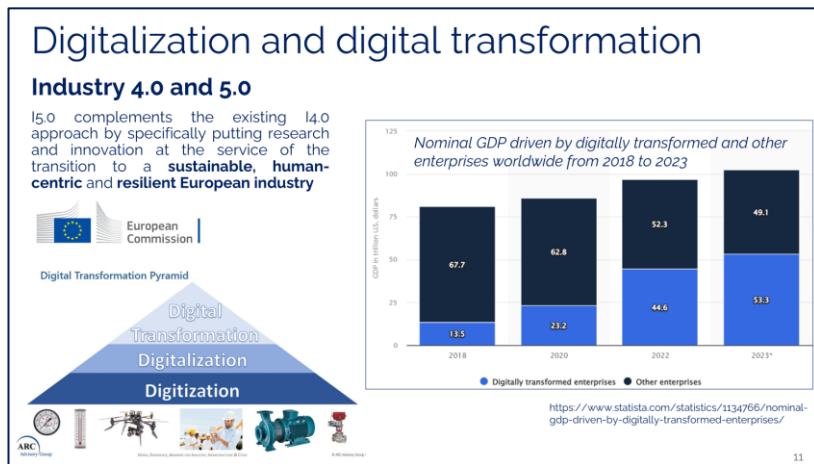 Digitalization and digital transformation
Industry 4.0 and 5.0
I5.0 complements the existing I4.0
approach by specifically putting research
and innovation at the service of the
transition to a sustainable, human-
centric and resilient European industry
European
Commission
Digital Transformation Pyramid
Digital
Transformation
Digitalization
Digitization
ARC
Advisory Group
Nominal GDP driven by digitally transformed and other
enterprises worldwide from 2018 to 2023
GDP in trillion U.S. dollars
125
100
75
50
25
0
67.7
62.8
52.3
49.1
13.5
23.2
44.6
53.3
2018
2020
2022
2023*
Digitally transformed enterprises
Other enterprises
https://www.statista.com/statistics/1134766/nominal-
gdp-driven-by-digitally-transformed-enterprises/
11